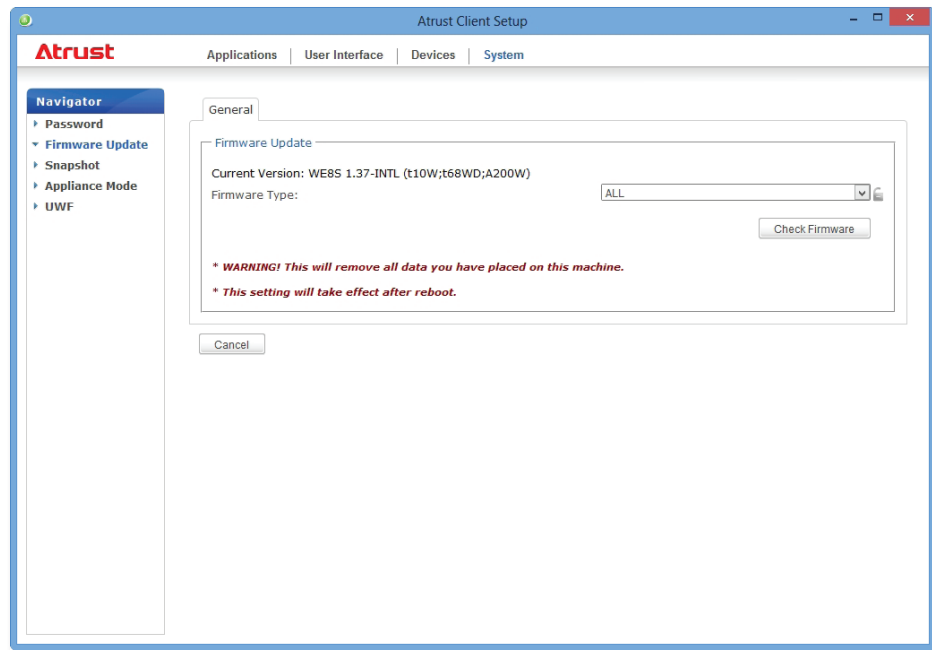 Atrust Client Setup
Atrust
Applications User Interface Devices System
Navigator
Password
Firmware Update
Snapshot
Appliance Mode
UWF
General
Firmware Update
Current Version: WE8S 1.37-INTL (t10W;t68WD;A200W)
Firmware Type: ALL
Check Firmware
* WARNING! This will remove all data you have placed on this machine.
* This setting will take effect after reboot.
Cancel